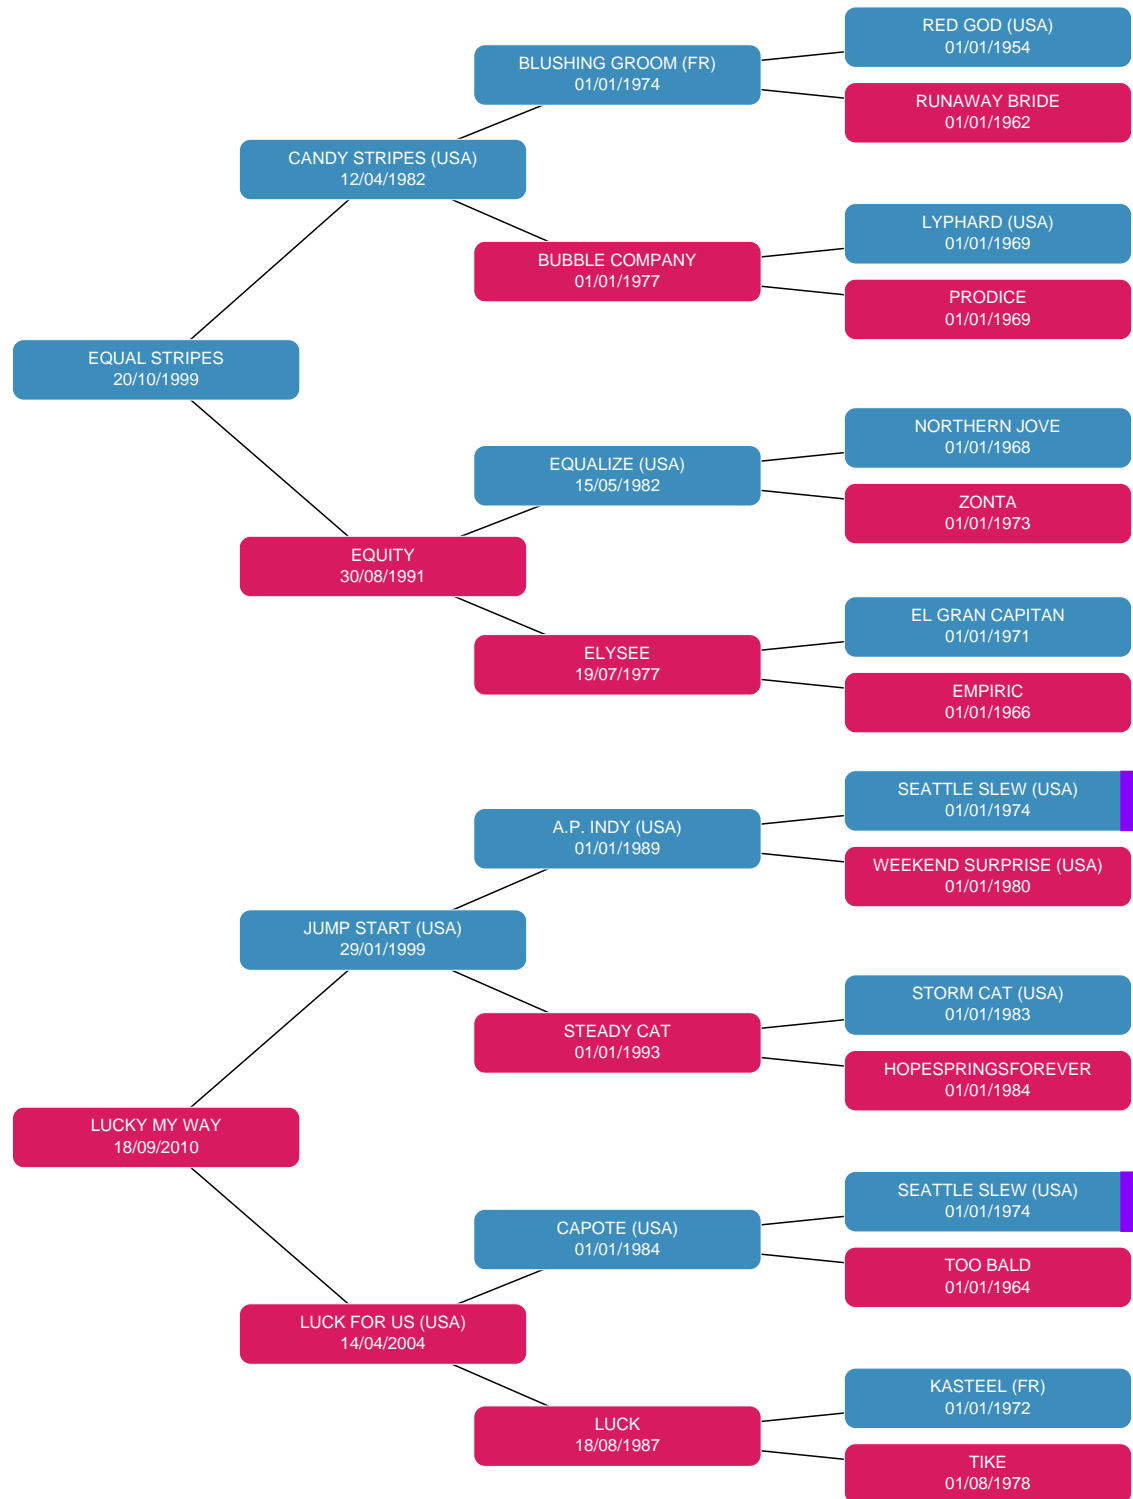 RED GOD (USA)
01/01/1954
BLUSHING GROOM (FR)
01/01/1974
RUNAWAY BRIDE
01/01/1962
CANDY STRIPES (USA)
12/04/1982
LYPHARD (USA)
01/01/1969
BUBBLE COMPANY
01/01/1977
PRODICE
01/01/1969
EQUAL STRIPES
20/10/1999
NORTHERN JOVE
01/01/1968
EQUALIZE (USA)
15/05/1982
ZONTA
01/01/1973
EQUITY
30/08/1991
EL GRAN CAPITAN
01/01/1971
ELYSEE
19/07/1977
EMPIRIC
01/01/1966
SEATTLE SLEW (USA)
01/01/1974
A.P. INDY (USA)
01/01/1989
WEEKEND SURPRISE (USA)
01/01/1980
JUMP START (USA)
29/01/1999
STORM CAT (USA)
01/01/1983
STEADY CAT
01/01/1993
HOPESPRINGSFOREVER
01/01/1984
LUCKY MY WAY
18/09/2010
SEATTLE SLEW (USA)
01/01/1974
CAPOTE (USA)
01/01/1984
TOO BALD
01/01/1964
LUCK FOR US (USA)
14/04/2004
KASTEEL (FR)
01/01/1972
LUCK
18/08/1987
TIKE
01/08/1978